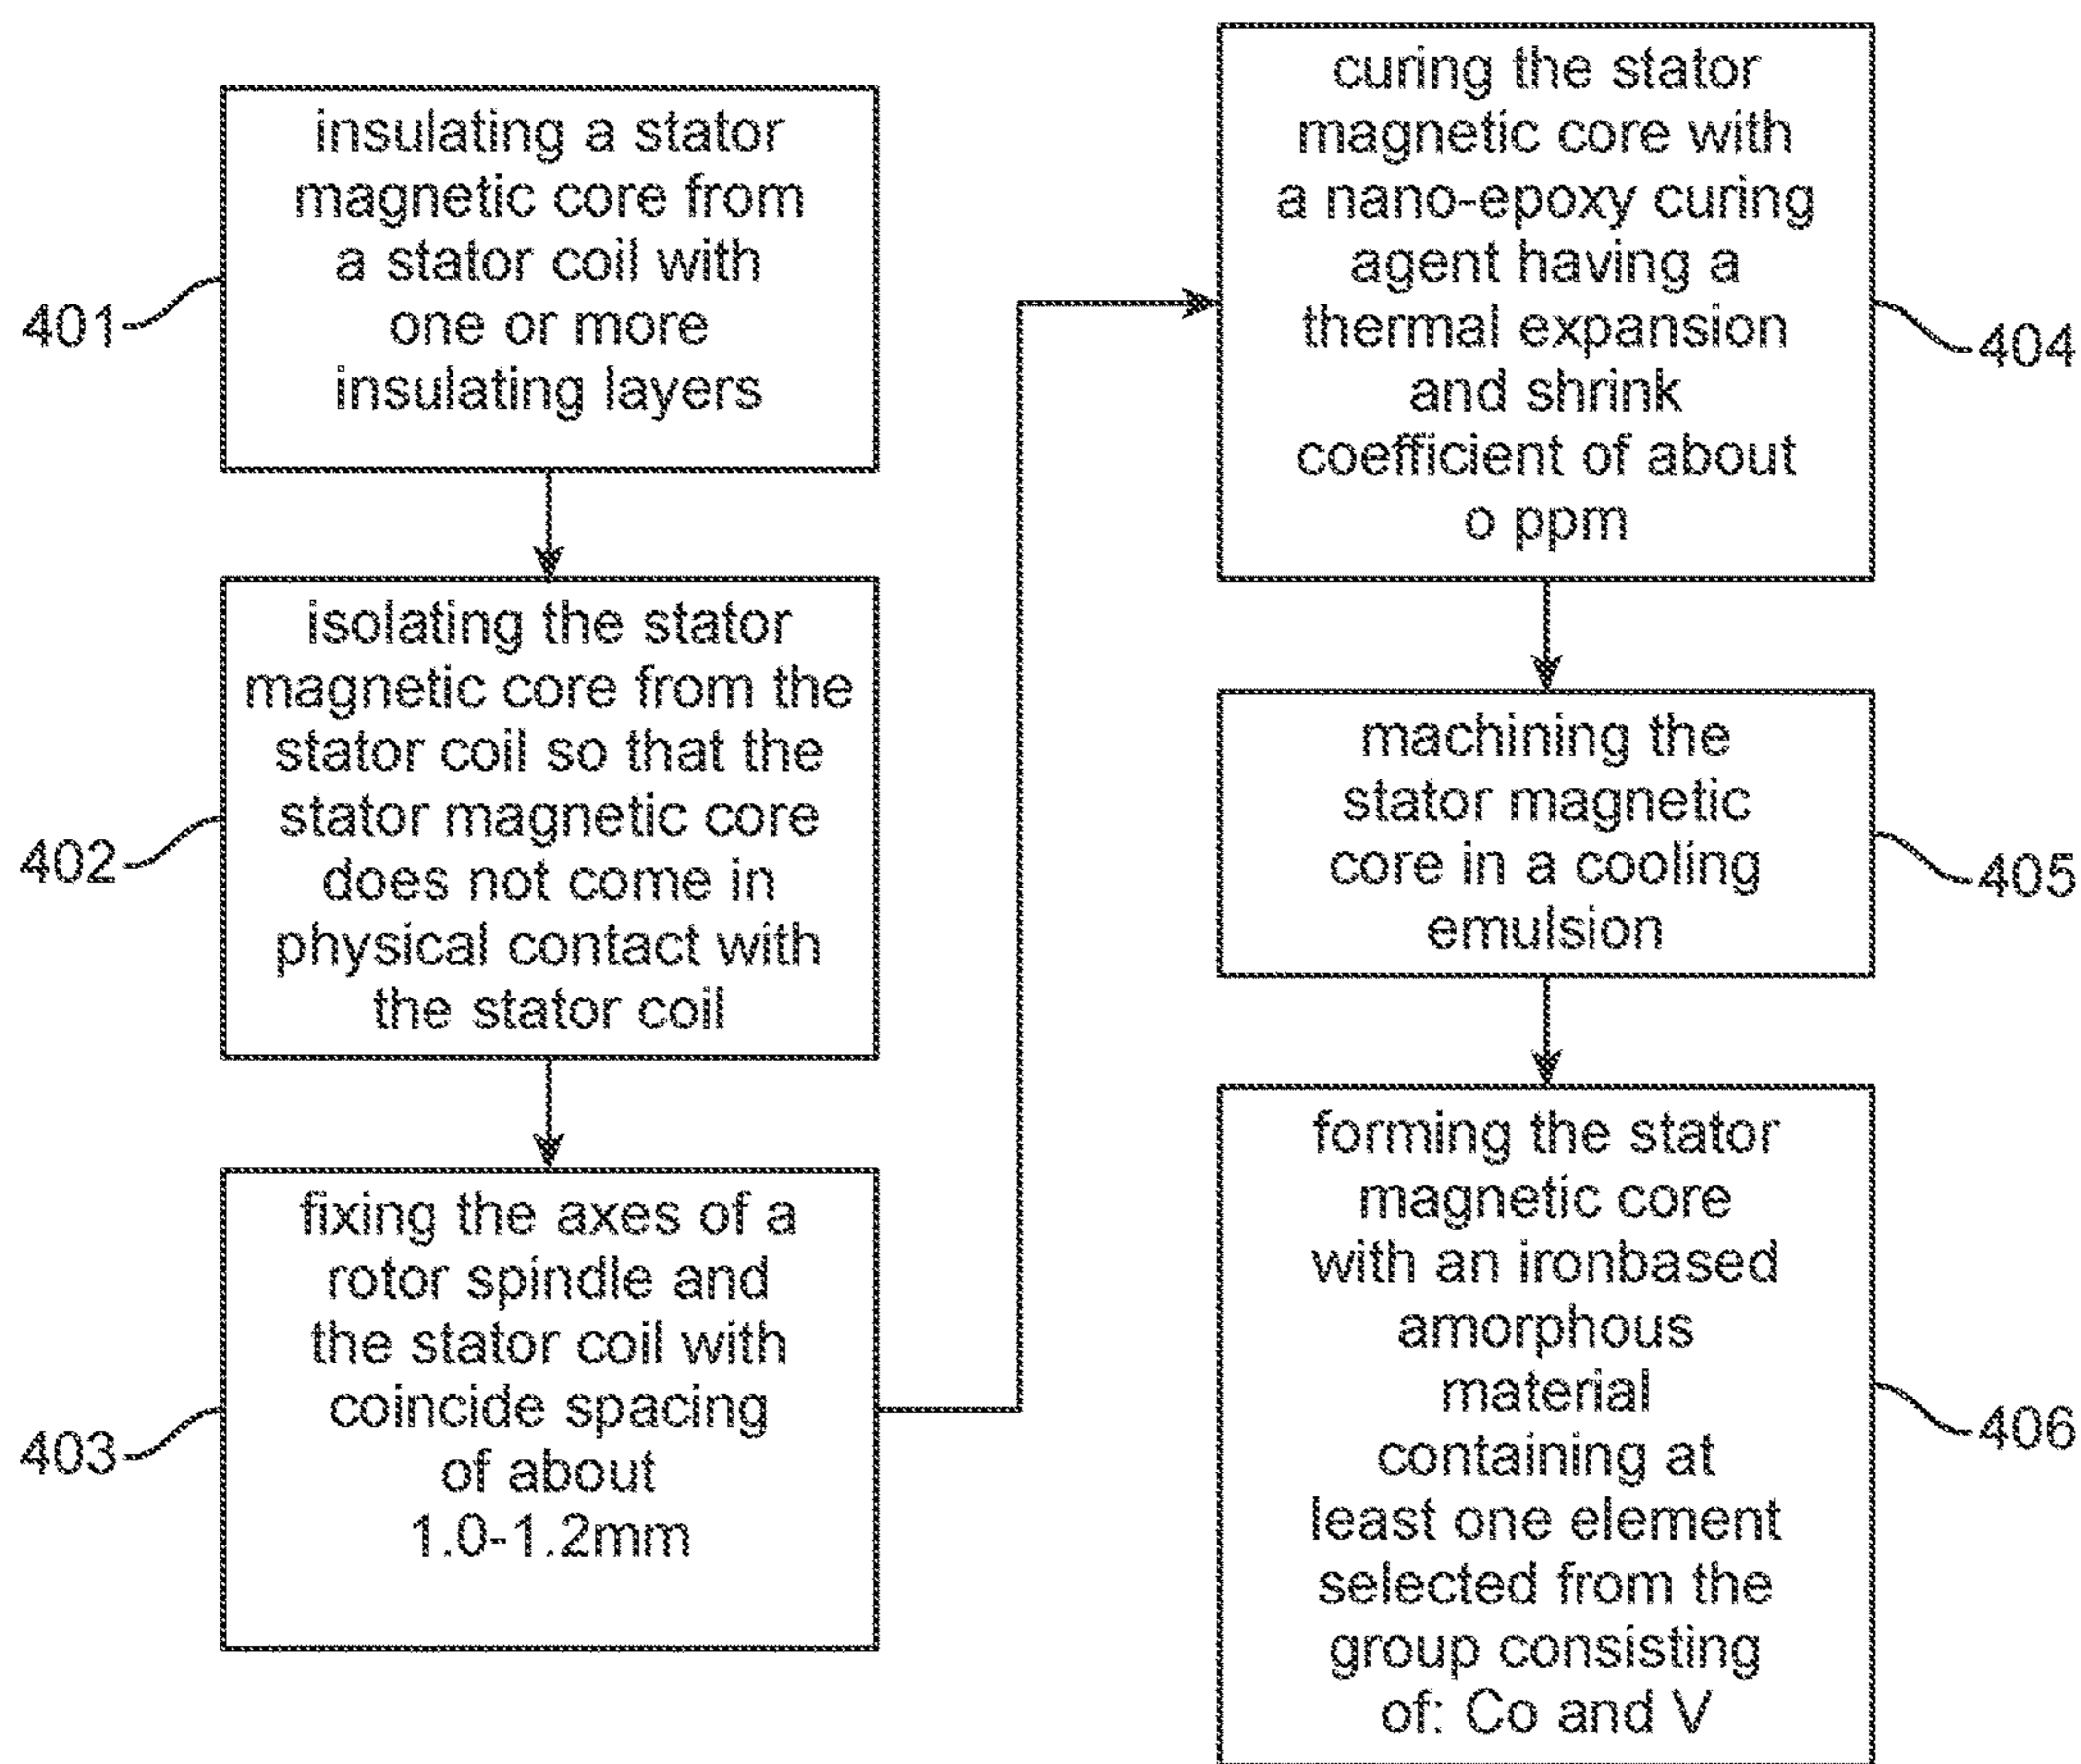 insulating a stator
magnetic core from
a stator coil with
one or more
insulating layers
401
isolating the stator
magnetic core from the
stator coil so that the
stator magnetic core
does not come in
physical contact with
the stator coil
402
fixing the axes of a
rotor spindle and
the stator coil with
coincide spacing
of about
1.0-1.2mm
403
curing the stator
magnetic core with
a nano-epoxy curing
agent having a
thermal expansion
and shrink
coefficient of about
o ppm
404
machining the
stator magnetic
core in a cooling
emulsion
405
forming the stator
magnetic core
with an ironbased
amorphous
material
containing at
least one element
selected from the
group consisting
of: Co and V
406